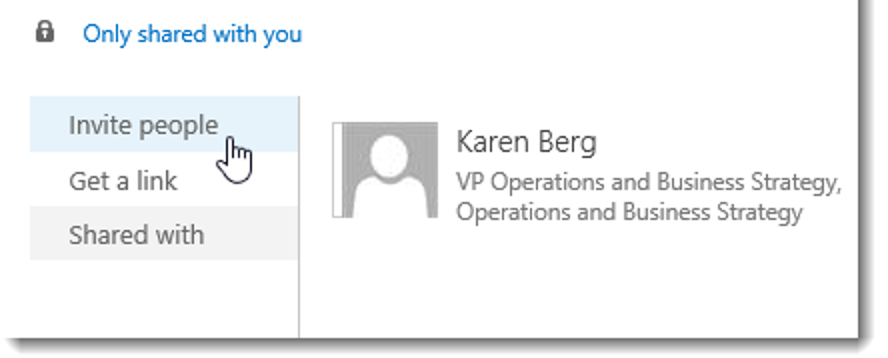 Only shared with you
Invite people
Get a link
Shared with
Karen Berg
VP Operations and Business Strategy,
Operations and Business Strategy